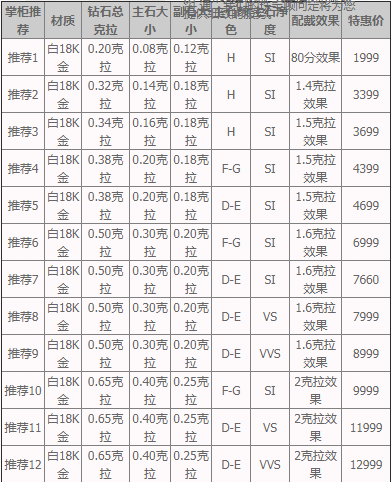 掌柜推荐 材质 钻石总克拉 主石大小 配戴效果 特惠价
推荐1 白18K金 0.20克拉 0.08克拉 0.12克拉 H SI 80分效果 1999
推荐2 白18K金 0.32克拉 0.14克拉 0.18克拉 H SI 1.4克拉效果 3399
推荐3 白18K金 0.34克拉 0.16克拉 0.18克拉 H SI 1.5克拉效果 3699
推荐4 白18K金 0.38克拉 0.20克拉 0.18克拉 F-G SI 1.5克拉效果 4399
推荐5 白18K金 0.38克拉 0.20克拉 0.18克拉 D-E SI 1.5克拉效果 4699
推荐6 白18K金 0.50克拉 0.30克拉 0.20克拉 F-G SI 1.6克拉效果 6999
推荐7 白18K金 0.50克拉 0.30克拉 0.20克拉 D-E SI 1.6克拉效果 7660
推荐8 白18K金 0.50克拉 0.30克拉 0.20克拉 D-E VS 1.6克拉效果 7999
推荐9 白18K金 0.50克拉 0.30克拉 0.20克拉 D-E VVS 1.6克拉效果 8999
推荐10 白18K金 0.65克拉 0.40克拉 0.25克拉 F-G SI 2克拉效果 9999
推荐11 白18K金 0.65克拉 0.40克拉 0.25克拉 D-E VS 2克拉效果 11999
推荐12 白18K金 0.65克拉 0.40克拉 0.25克拉 D-E VVS 2克拉效果 12999